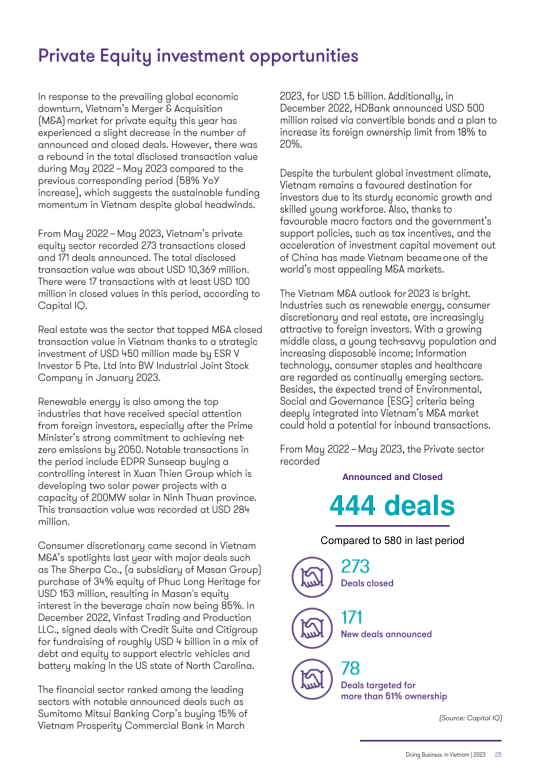 Private Equity investment opportunities
In response to the prevailing global economic
downturn, Vietnam's Merger & Acquisition
(M&A) market for private equity this year has
experienced a slight decrease in the number of
announced and closed deals. However, there was
a rebound in the total disclosed transaction value
during May 2022 – May 2023 compared to the
previous corresponding period (58% YoY
increase), which suggests the sustainable funding
momentum in Vietnam despite global headwinds.
From May 2022 – May 2023, Vietnam's private
equity sector recorded 273 transactions closed
and 171 deals announced. The total disclosed
transaction value was about USD 10,369 million.
There were 17 transactions with at least USD 100
million in closed values in this period, according to
Capital IQ.
Real estate was the sector that topped M&A closed
transaction value in Vietnam thanks to a strategic
investment of USD 450 million made by ESR V
Investor 5 Pte. Ltd into BW Industrial Joint Stock
Company in January 2023.
Renewable energy is also among the top
industries that have received special attention
from foreign investors, especially after the Prime
Minister's strong commitment to achieving net-
zero emissions by 2050. Notable transactions in
the period include EDPR Sunseap buying a
controlling interest in Xuan Thien Group which is
developing two solar power projects with a
capacity of 200MW solar in Ninh Thuan province.
This transaction value was recorded at USD 284
million.
Consumer discretionary came second in Vietnam
M&A's spotlights last year with major deals such
as The Sherpa Co., (a subsidiary of Masan Group)
purchase of 34% equity of Phuc Long Heritage for
USD 153 million, resulting in Masan's equity
interest in the beverage chain now being 85%. In
December 2022, Vinfast Trading and Production
LLC., signed deals with Credit Suite and Citigroup
for fundraising of roughly USD 4 billion in a mix of
debt and equity to support electric vehicles and
battery making in the US state of North Carolina.
The financial sector ranked among the leading
sectors with notable announced deals such as
Sumitomo Mitsui Banking Corp's buying 15% of
Vietnam Prosperity Commercial Bank in March
2023, for USD 1.5 billion. Additionally, in
December 2022, HDBank announced USD 500
million raised via convertible bonds and a plan to
increase its foreign ownership limit from 18% to
20%.
Despite the turbulent global investment climate,
Vietnam remains a favoured destination for
investors due to its sturdy economic growth and
skilled young workforce. Also, thanks to
favourable macro factors and the government's
support policies, such as tax incentives, and the
acceleration of investment capital movement out
of China has made Vietnam became one of the
world's most appealing M&A markets.
The Vietnam M&A outlook for 2023 is bright.
Industries such as renewable energy, consumer
discretionary and real estate, are increasingly
attractive to foreign investors. With a growing
middle class, a young tech-savvy population and
increasing disposable income; Information
technology, consumer staples and healthcare
are regarded as continually emerging sectors.
Besides, the expected trend of Environmental,
Social and Governance (ESG) criteria being
deeply integrated into Vietnam's M&A market
could hold a potential for inbound transactions.
From May 2022 – May 2023, the Private sector
recorded
Announced and Closed
444 deals
Compared to 580 in last period
273
Deals closed
171
New deals announced
78
Deals targeted for
more than 51% ownership
(Source: Capital IQ)
Doing Business in Vietnam | 2023 25